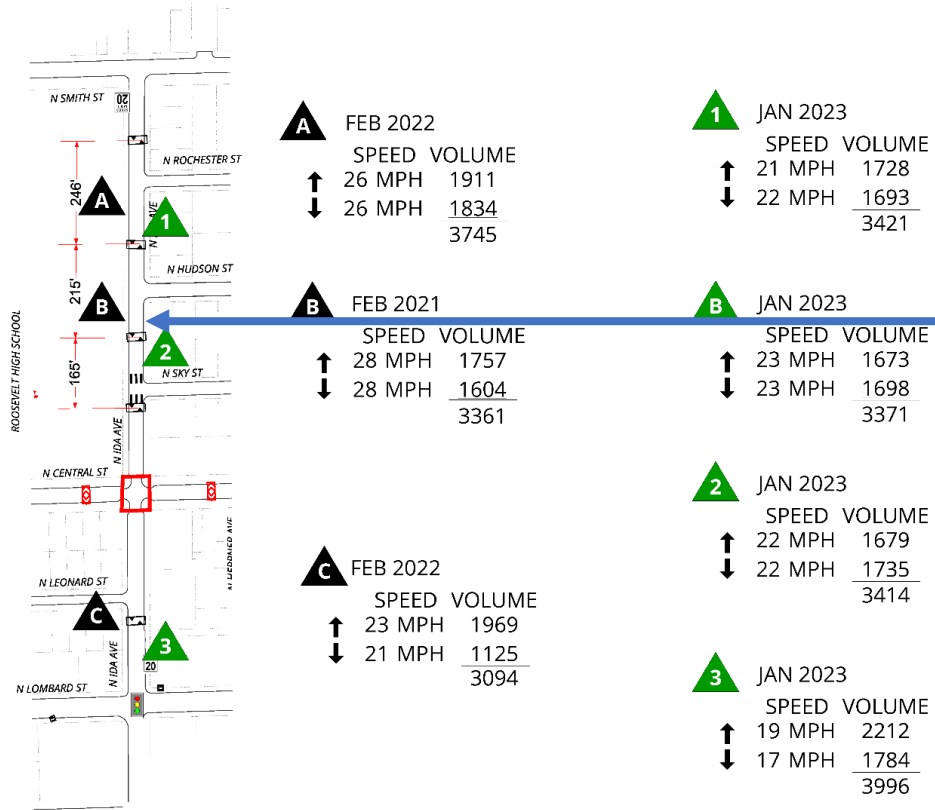 N SMITH ST
20
N ROCHESTER ST
246'
A
1
N HUDSON ST
215'
B
2
165'
N SKY ST
ROOSEVELT HIGH SCHOOL
N IDA AVE
N CENTRAL ST
N LEONARD ST
C
3
N IDA AVE
20
N LOMBARD ST
A FEB 2022
SPEED VOLUME
↑ 26 MPH 1911
↓ 26 MPH 1834
3745
B FEB 2021
SPEED VOLUME
↑ 28 MPH 1757
↓ 28 MPH 1604
3361
C FEB 2022
SPEED VOLUME
↑ 23 MPH 1969
↓ 21 MPH 1125
3094
1 JAN 2023
SPEED VOLUME
↑ 21 MPH 1728
↓ 22 MPH 1693
3421
B JAN 2023
SPEED VOLUME
↑ 23 MPH 1673
↓ 23 MPH 1698
3371
2 JAN 2023
SPEED VOLUME
↑ 22 MPH 1679
↓ 22 MPH 1735
3414
3 JAN 2023
SPEED VOLUME
↑ 19 MPH 2212
↓ 17 MPH 1784
3996